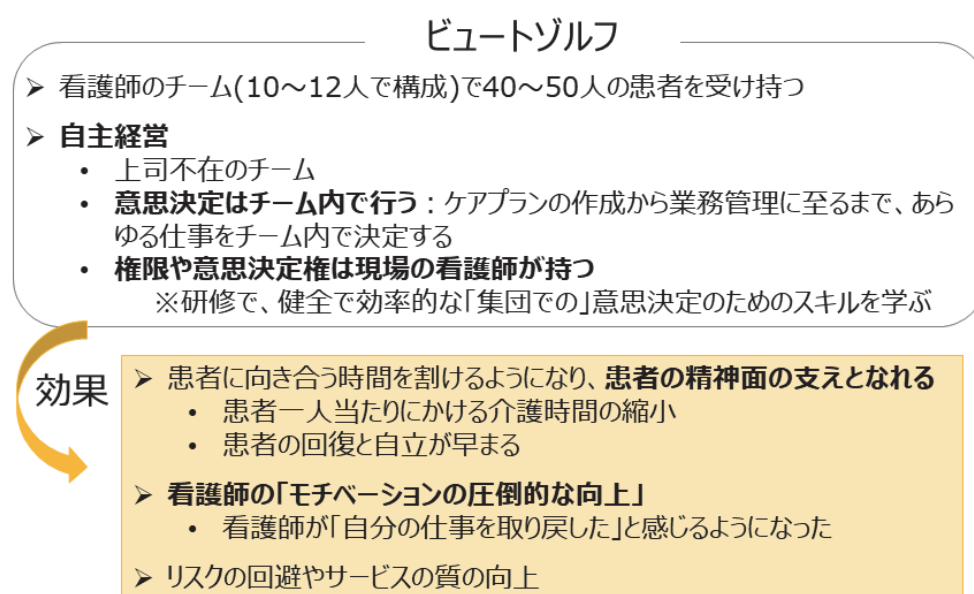 ビュートゾルフ
➢ 看護師のチーム(10～12人で構成)で40～50人の患者を受け持つ
➢ 自主経営
• 上司不在のチーム
• 意思決定はチーム内で行う：ケアプランの作成から業務管理に至るまで、あら
ゆる仕事をチーム内で決定する
• 権限や意思決定権は現場の看護師が持つ
※研修で、健全で効率的な「集団での」意思決定のためのスキルを学ぶ
効果
➢ 患者に向き合う時間を割けるようになり、患者の精神面の支えとなれる
• 患者一人当たりにかける介護時間の縮小
• 患者の回復と自立が早まる
➢ 看護師の「モチベーションの圧倒的な向上」
• 看護師が「自分の仕事を取り戻した」と感じるようになった
➢ リスクの回避やサービスの質の向上